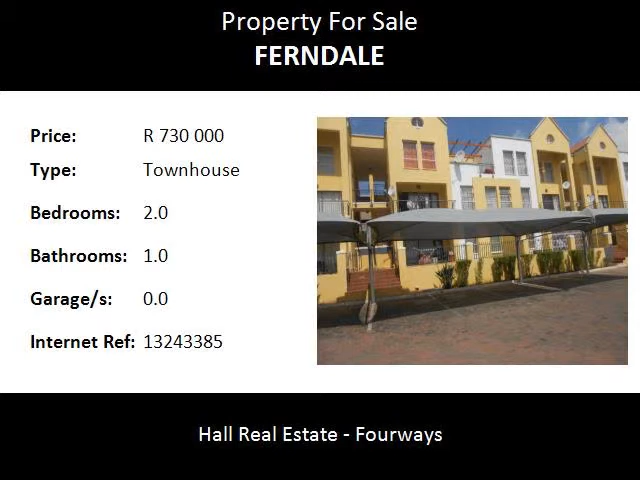 Property For Sale
FERNDALE
Price: R 730 000
Type: Townhouse
Bedrooms: 2.0
Bathrooms: 1.0
Garage/s: 0.0
Internet Ref: 13243385
Hall Real Estate - Fourways